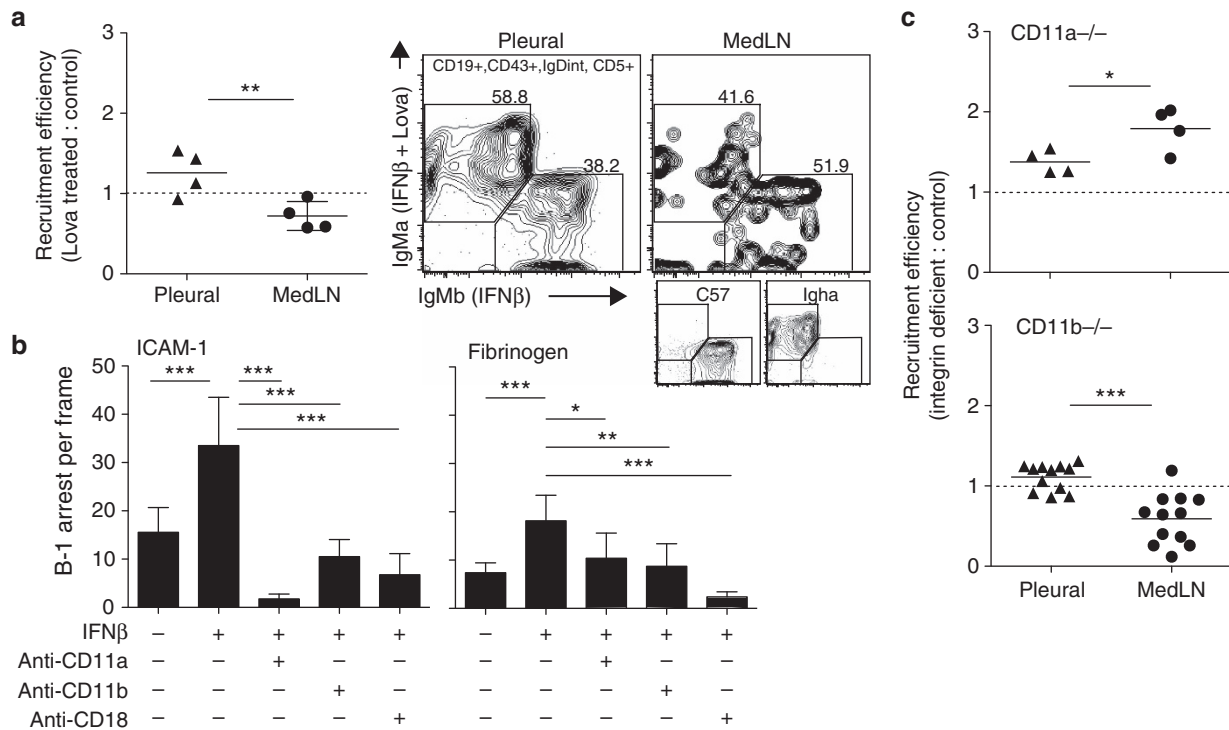 a
3
2
1
0
Recruitment efficiency
(Lova treated : control)
**
Pleural
MedLN
Pleural
CD19+,CD43+,IgDint, CD5+
58.8
38.2
MedLN
41.6
51.9
IgMa (IFNβ + Lova)
IgMb (IFNβ)
C57
Igha
b
ICAM-1
50
40
30
20
10
0
B-1 arrest per frame
*** ***
***
***
Fibrinogen
***
*
**
***
IFNβ – + + + + – + + + +
Anti-CD11a – – + – – – – + – –
Anti-CD11b – – – + – – – – + –
Anti-CD18 – – – – + – – – – +
c
3
2
1
0
CD11a–/–
*
Recruitment efficiency
(integrin deficient : control)
3
2
1
0
CD11b–/–
***
Pleural
MedLN